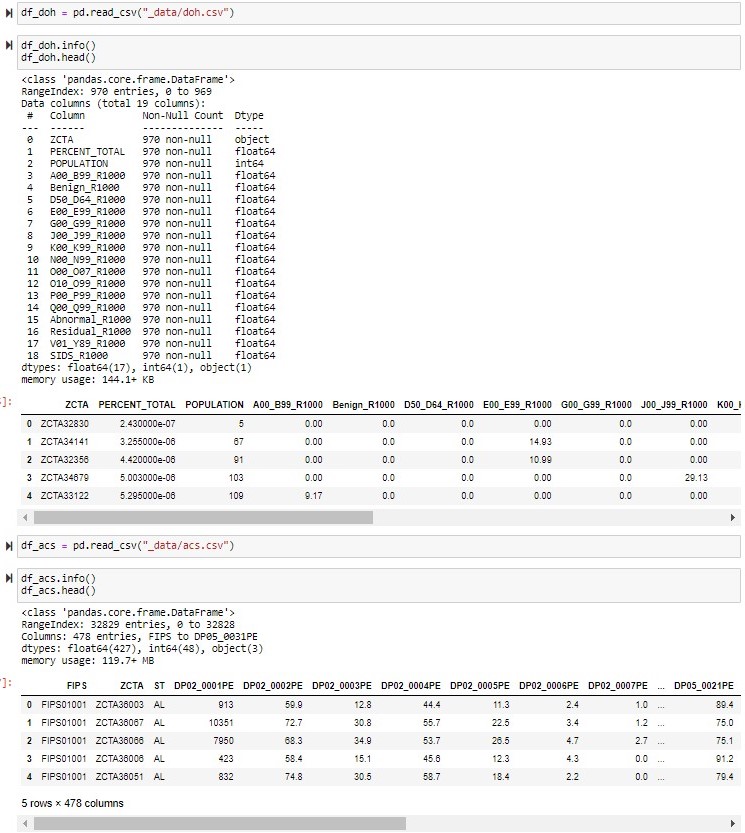 df_doh = pd.read_csv("_data/doh.csv")
df_doh.info()
df_doh.head()
<class 'pandas.core.frame.DataFrame'>
RangeIndex: 970 entries, 0 to 969
Data columns (total 19 columns):
# Column Non-Null Count Dtype
--- ------ -------------- -----
0 ZCTA 970 non-null object
1 PERCENT_TOTAL 970 non-null float64
2 POPULATION 970 non-null int64
3 A00_B99_R1000 970 non-null float64
4 Benign_R1000 970 non-null float64
5 D50_D64_R1000 970 non-null float64
6 E00_E99_R1000 970 non-null float64
7 G00_G99_R1000 970 non-null float64
8 J00_J99_R1000 970 non-null float64
9 K00_K99_R1000 970 non-null float64
10 N00_N99_R1000 970 non-null float64
11 O00_O07_R1000 970 non-null float64
12 O10_O99_R1000 970 non-null float64
13 P00_P99_R1000 970 non-null float64
14 Q00_Q99_R1000 970 non-null float64
15 Abnormal_R1000 970 non-null float64
16 Residual_R1000 970 non-null float64
17 V01_Y89_R1000 970 non-null float64
18 SIDS_R1000 970 non-null float64
dtypes: float64(17), int64(1), object(1)
memory usage: 144.1+ KB
]: ZCTA PERCENT_TOTAL POPULATION A00_B99_R1000 Benign_R1000 D50_D64_R1000 E00_E99_R1000 G00_G99_R1000 J00_J99_R1000
0 ZCTA32830 2.430000e-07 5 0.00 0.0 0.0 0.00 0.0 0.00
1 ZCTA34141 3.255000e-06 67 0.00 0.0 0.0 14.93 0.0 0.00
2 ZCTA32356 4.420000e-06 91 0.00 0.0 0.0 10.99 0.0 0.00
3 ZCTA34679 5.003000e-06 103 0.00 0.0 0.0 0.00 0.0 29.13
4 ZCTA33122 5.295000e-06 109 9.17 0.0 0.0 0.00 0.0 0.00
df_acs = pd.read_csv("_data/acs.csv")
df_acs.info()
df_acs.head()
<class 'pandas.core.frame.DataFrame'>
RangeIndex: 32829 entries, 0 to 32828
Columns: 478 entries, FIPS to DP05_0031PE
dtypes: float64(427), int64(48), object(3)
memory usage: 119.7+ MB
]: FIPS ZCTA ST DP02_0001PE DP02_0002PE DP02_0003PE DP02_0004PE DP02_0005PE DP02_0006PE DP02_0007PE ... DP05_0021PE
0 FIPS01001 ZCTA36003 AL 913 59.9 12.8 44.4 11.3 2.4 1.0 ... 89.4
1 FIPS01001 ZCTA36067 AL 10351 72.7 30.8 55.7 22.5 3.4 1.2 ... 75.0
2 FIPS01001 ZCTA36066 AL 7950 68.3 34.9 53.7 26.5 4.7 2.7 ... 75.1
3 FIPS01001 ZCTA36006 AL 423 58.4 15.1 45.6 12.3 4.3 0.0 ... 91.2
4 FIPS01001 ZCTA36051 AL 832 74.8 30.5 58.7 18.4 2.2 0.0 ... 79.4
5 rows × 478 columns